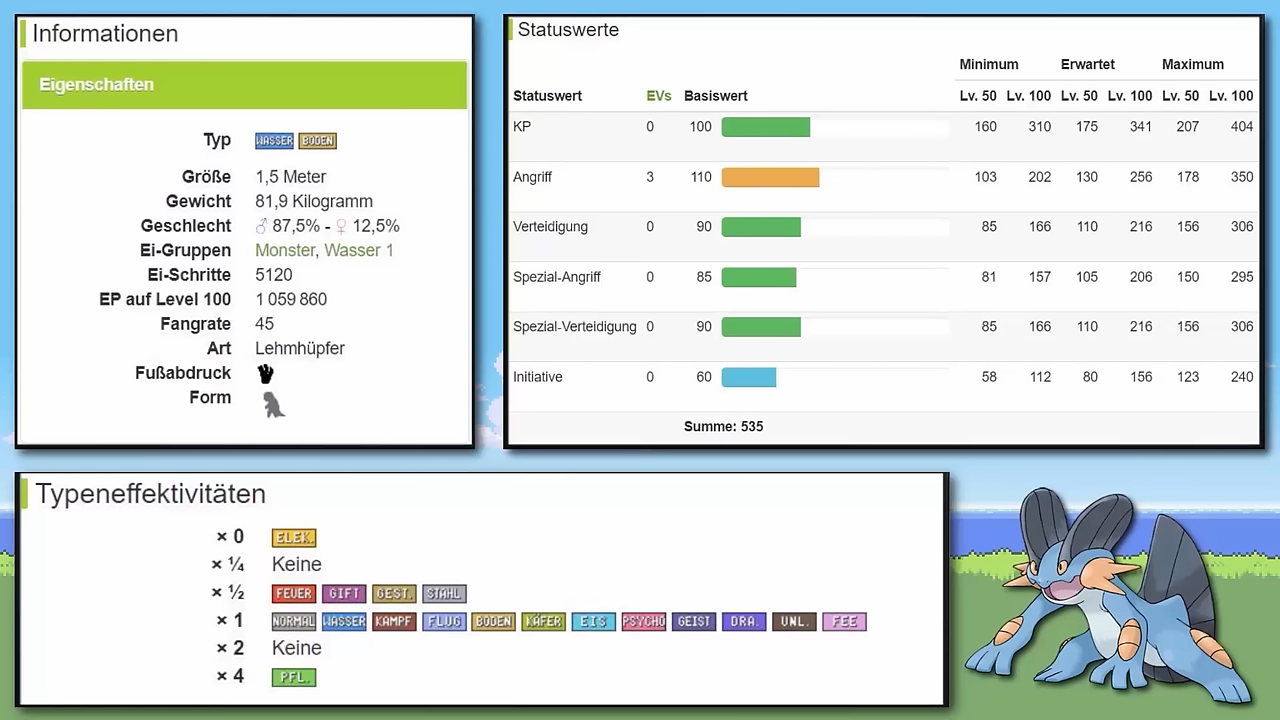 Informationen
Eigenschaften
Typ WASSER BODEN
Größe 1,5 Meter
Gewicht 81,9 Kilogramm
Geschlecht ♂ 87,5% - ♀ 12,5%
Ei-Gruppen Monster, Wasser 1
Ei-Schritte 5120
EP auf Level 100 1 059 860
Fangrate 45
Art Lehmhüpfer
Fußabdruck
Form
Statuswerte
Minimum Erwartet Maximum
Statuswert EVs Basiswert Lv. 50 Lv. 100 Lv. 50 Lv. 100 Lv. 50 Lv. 100
KP 0 100 160 310 175 341 207 404
Angriff 3 110 103 202 130 256 178 350
Verteidigung 0 90 85 166 110 216 156 306
Spezial-Angriff 0 85 81 157 105 206 150 295
Spezial-Verteidigung 0 90 85 166 110 216 156 306
Initiative 0 60 58 112 80 156 123 240
Summe: 535
Typeneffektivitäten
× 0 ELEK.
× ¼ Keine
× ½ FEUER GIFT GEST. STAHL
× 1 NORMAL WASSER KAMPF FLUG BODEN KÄFER EIS PSYCHO GEIST DRA. UNL. FEE
× 2 Keine
× 4 PFL.